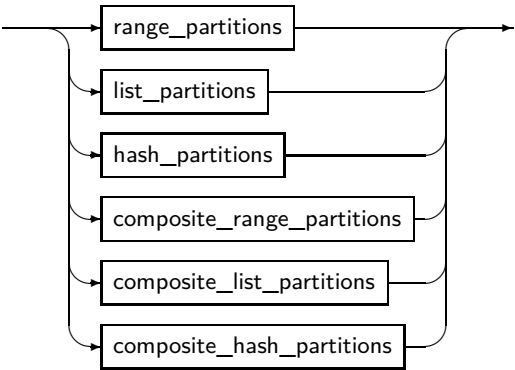 range_partitions
list_partitions
hash_partitions
composite_range_partitions
composite_list_partitions
composite_hash_partitions